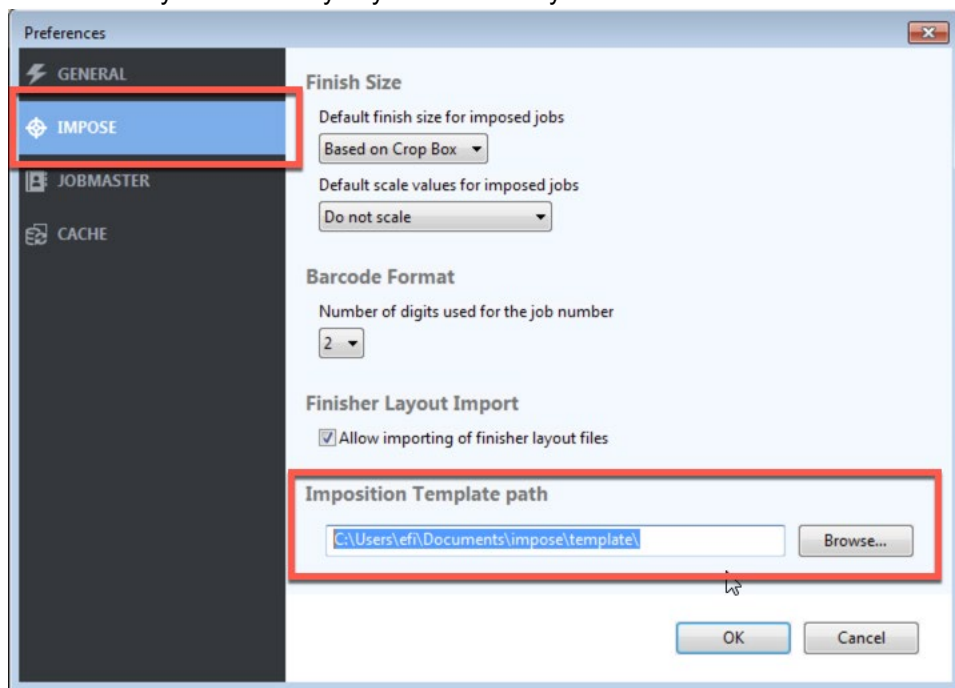 Preferences
GENERAL
IMPOSE
JOBMASTER
CACHE
Finish Size
Default finish size for imposed jobs
Based on Crop Box
Default scale values for imposed jobs
Do not scale
Barcode Format
Number of digits used for the job number
2
Finisher Layout Import
Allow importing of finisher layout files
Imposition Template path
C:\Users\efi\Documents\impose\template\
Browse...
OK
Cancel